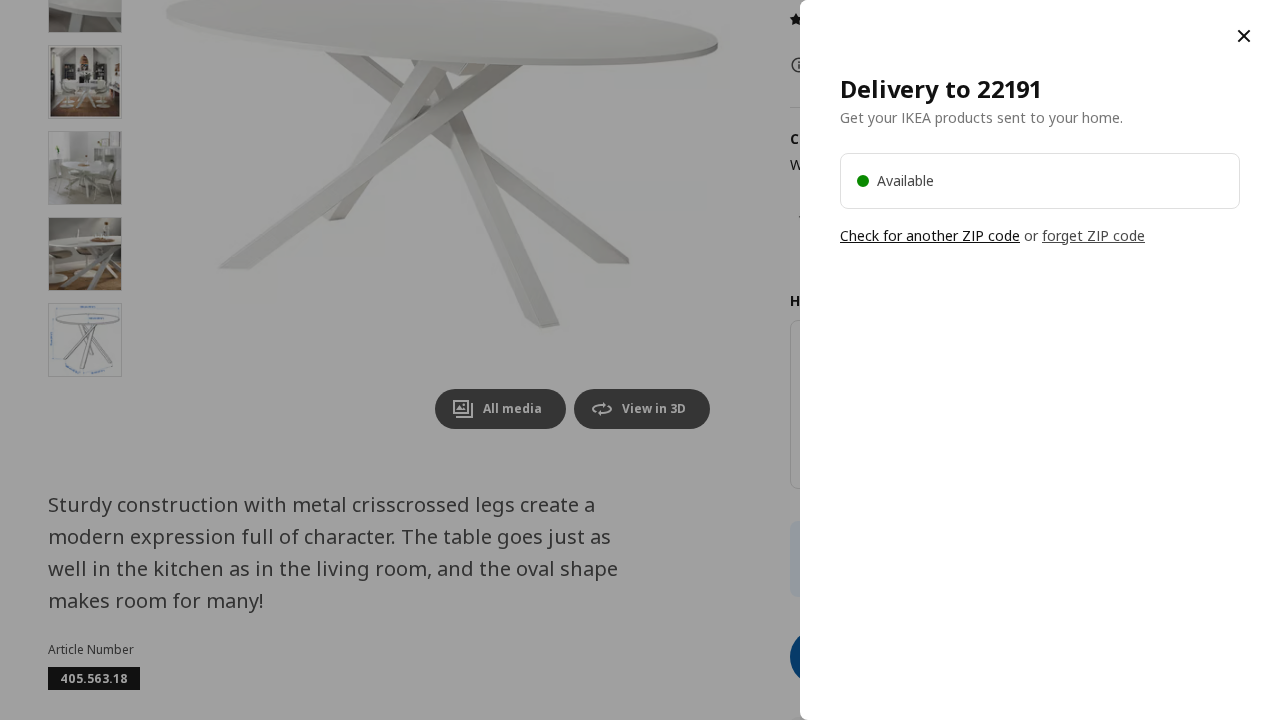 All media
View in 3D
Sturdy construction with metal crisscrossed legs create a
modern expression full of character. The table goes just as
well in the kitchen as in the living room, and the oval shape
makes room for many!
Article Number
405.563.18
Delivery to 22191
Get your IKEA products sent to your home.
Available
Check for another ZIP code or forget ZIP code